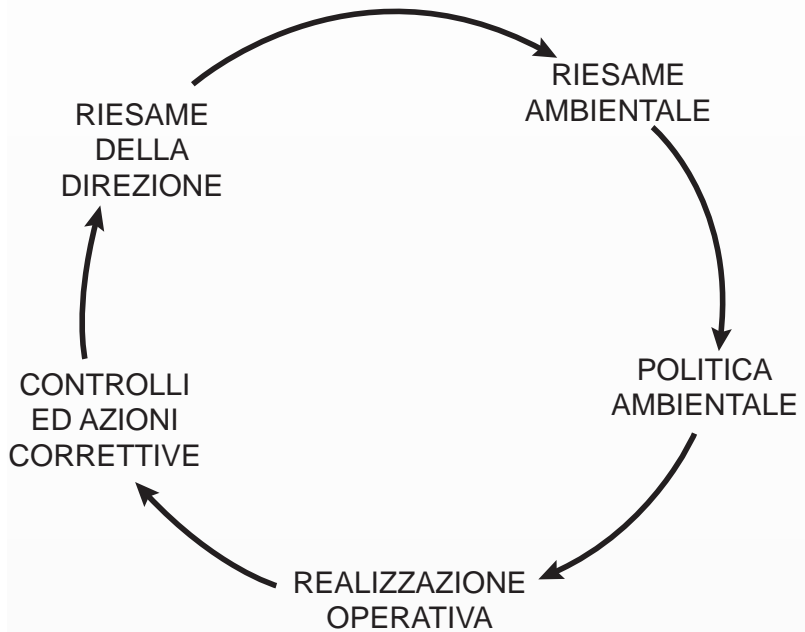 RIESAME
AMBIENTALE
POLITICA
AMBIENTALE
REALIZZAZIONE
OPERATIVA
CONTROLLI
ED AZIONI
CORRETTIVE
RIESAME
DELLA
DIREZIONE